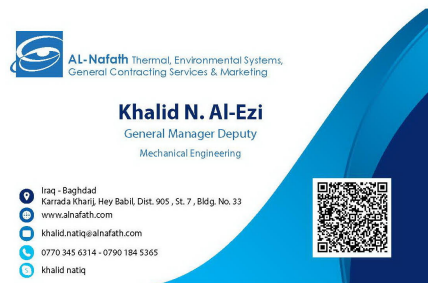 AL-Nafath Thermal, Environmental Systems,
General Contracting Services & Marketing
Khalid N. Al-Ezi
General Manager Deputy
Mechanical Engineering
Iraq - Baghdad
Karrada Kharij, Hey Babil, Dist. 905 , St. 7 , Bldg. No. 33
www.alnafath.com
khalid.natiq@alnafath.com
0770 345 6314 - 0790 184 5365
khalid natiq